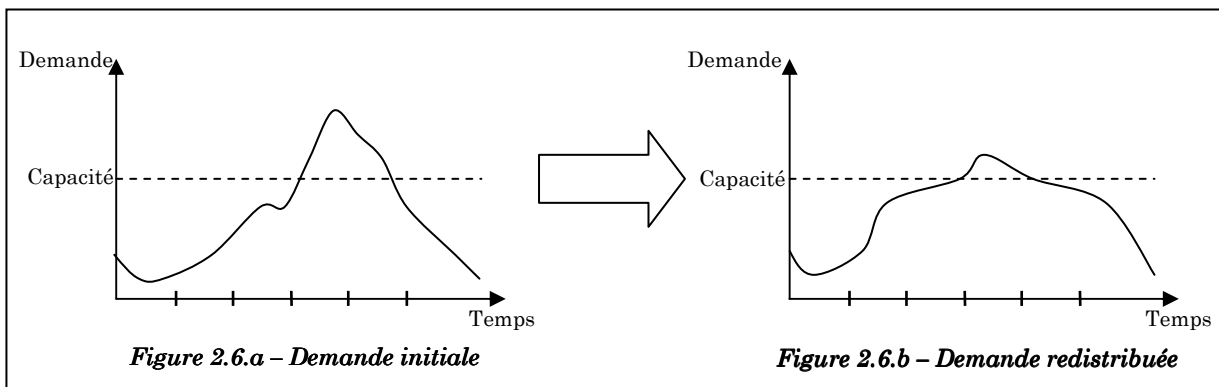 Demande
Capacité
Temps
Figure 2.6.a – Demande initiale
Demande
Capacité
Temps
Figure 2.6.b – Demande redistribuée